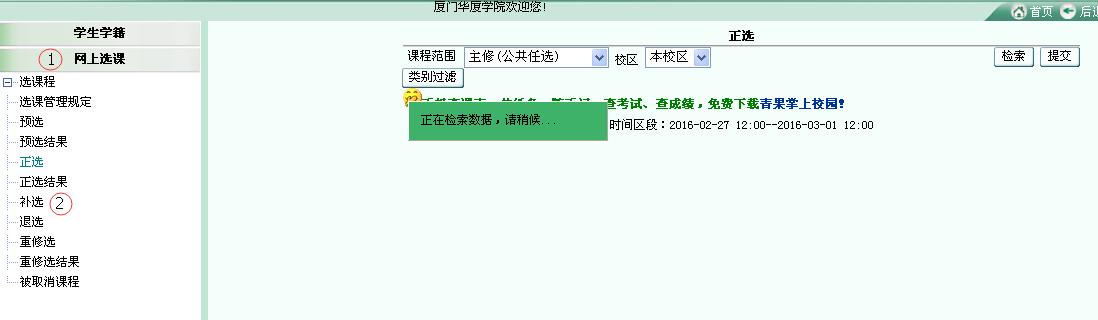 厦门华厦学院欢迎您!
首页 后退
学生学籍
① 网上选课
选课程
选课管理规定
预选
预选结果
正选
正选结果
补选 ②
退选
重修选
重修选结果
被取消课程
正选
课程范围 主修(公共任选) 校区 本校区 检索 提交
类别过滤
查考试、查成绩，免费下载青果掌上校园!
正在检索数据，请稍候...
时间区段：2016-02-27 12:00--2016-03-01 12:00